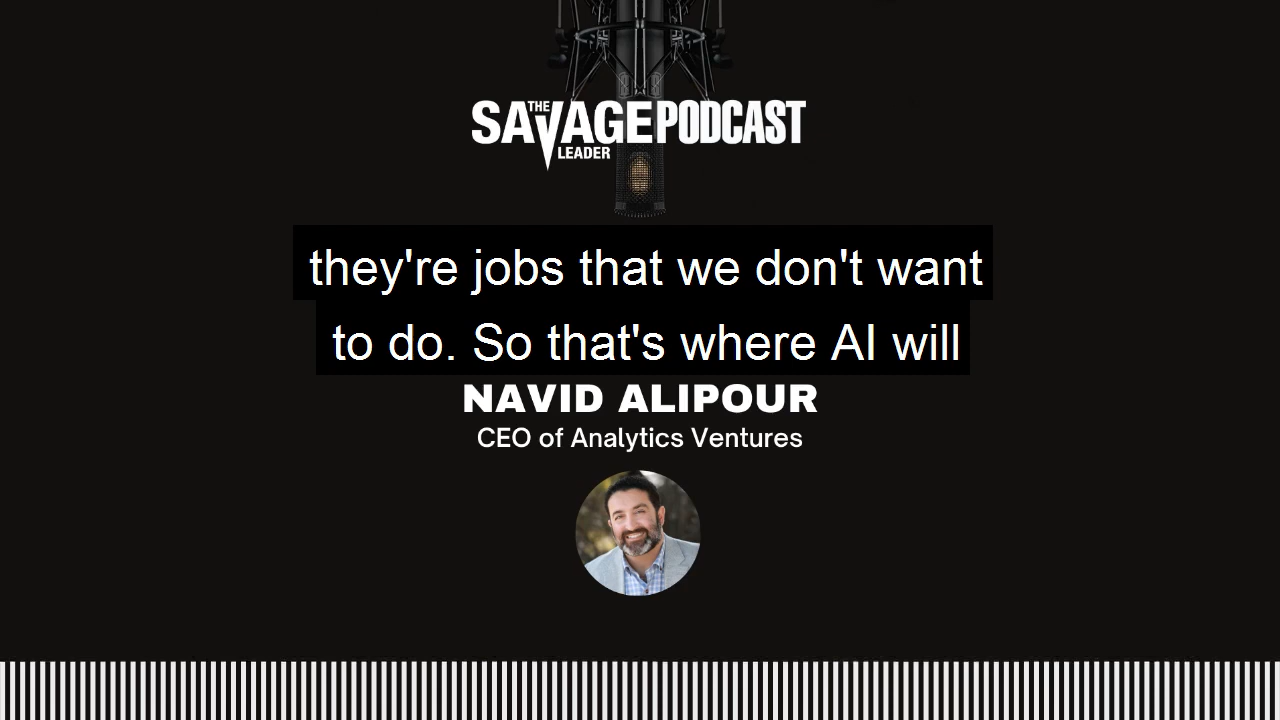 THE SAVAGE PODCAST
LEADER
they're jobs that we don't want
to do. So that's where AI will
NAVID ALIPOUR
CEO of Analytics Ventures